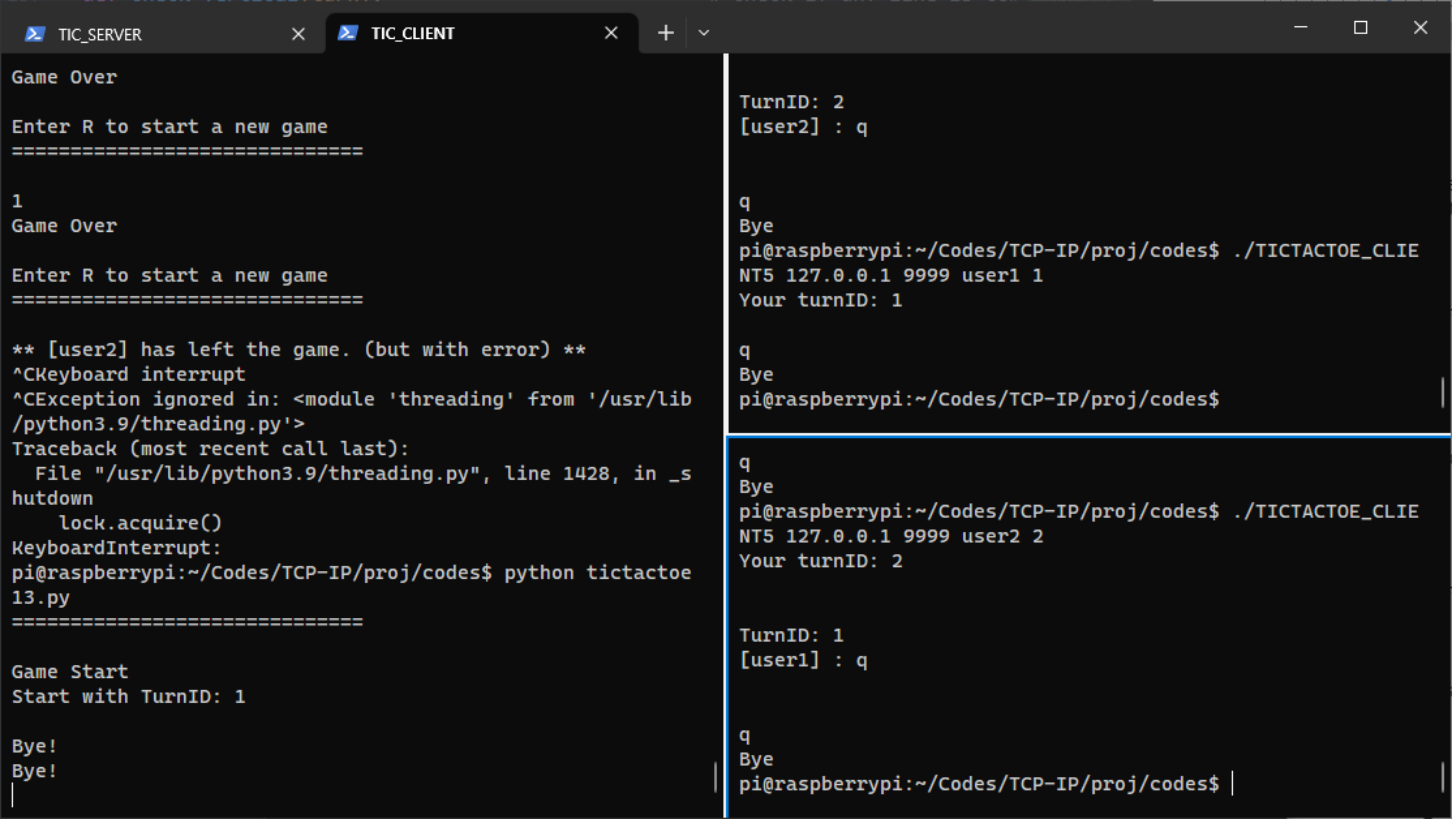 TIC_SERVER
TIC_CLIENT
Game Over
Enter R to start a new game
==============================
1
Game Over
Enter R to start a new game
==============================
** [user2] has left the game. (but with error) **
^CKeyboard interrupt
^CException ignored in: <module 'threading' from '/usr/lib
/python3.9/threading.py'>
Traceback (most recent call last):
File "/usr/lib/python3.9/threading.py", line 1428, in _s
hutdown
lock.acquire()
KeyboardInterrupt:
pi@raspberrypi:~/Codes/TCP-IP/proj/codes$ python tictactoe
13.py
==============================
Game Start
Start with TurnID: 1
Bye!
Bye!
TurnID: 2
[user2] : q
q
Bye
pi@raspberrypi:~/Codes/TCP-IP/proj/codes$ ./TICTACTOE_CLIE
NT5 127.0.0.1 9999 user1 1
Your turnID: 1
q
Bye
pi@raspberrypi:~/Codes/TCP-IP/proj/codes$
q
Bye
pi@raspberrypi:~/Codes/TCP-IP/proj/codes$ ./TICTACTOE_CLIE
NT5 127.0.0.1 9999 user2 2
Your turnID: 2
TurnID: 1
[user1] : q
q
Bye
pi@raspberrypi:~/Codes/TCP-IP/proj/codes$